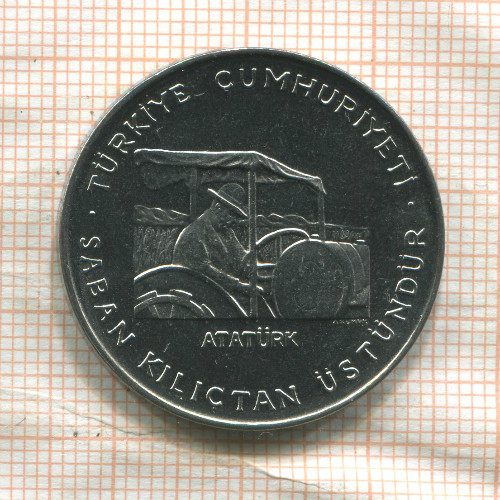 · TÜRKİYE CUMHURİYETİ ·
ATATÜRK
SABAN KILIÇTAN ÜSTÜNDÜR